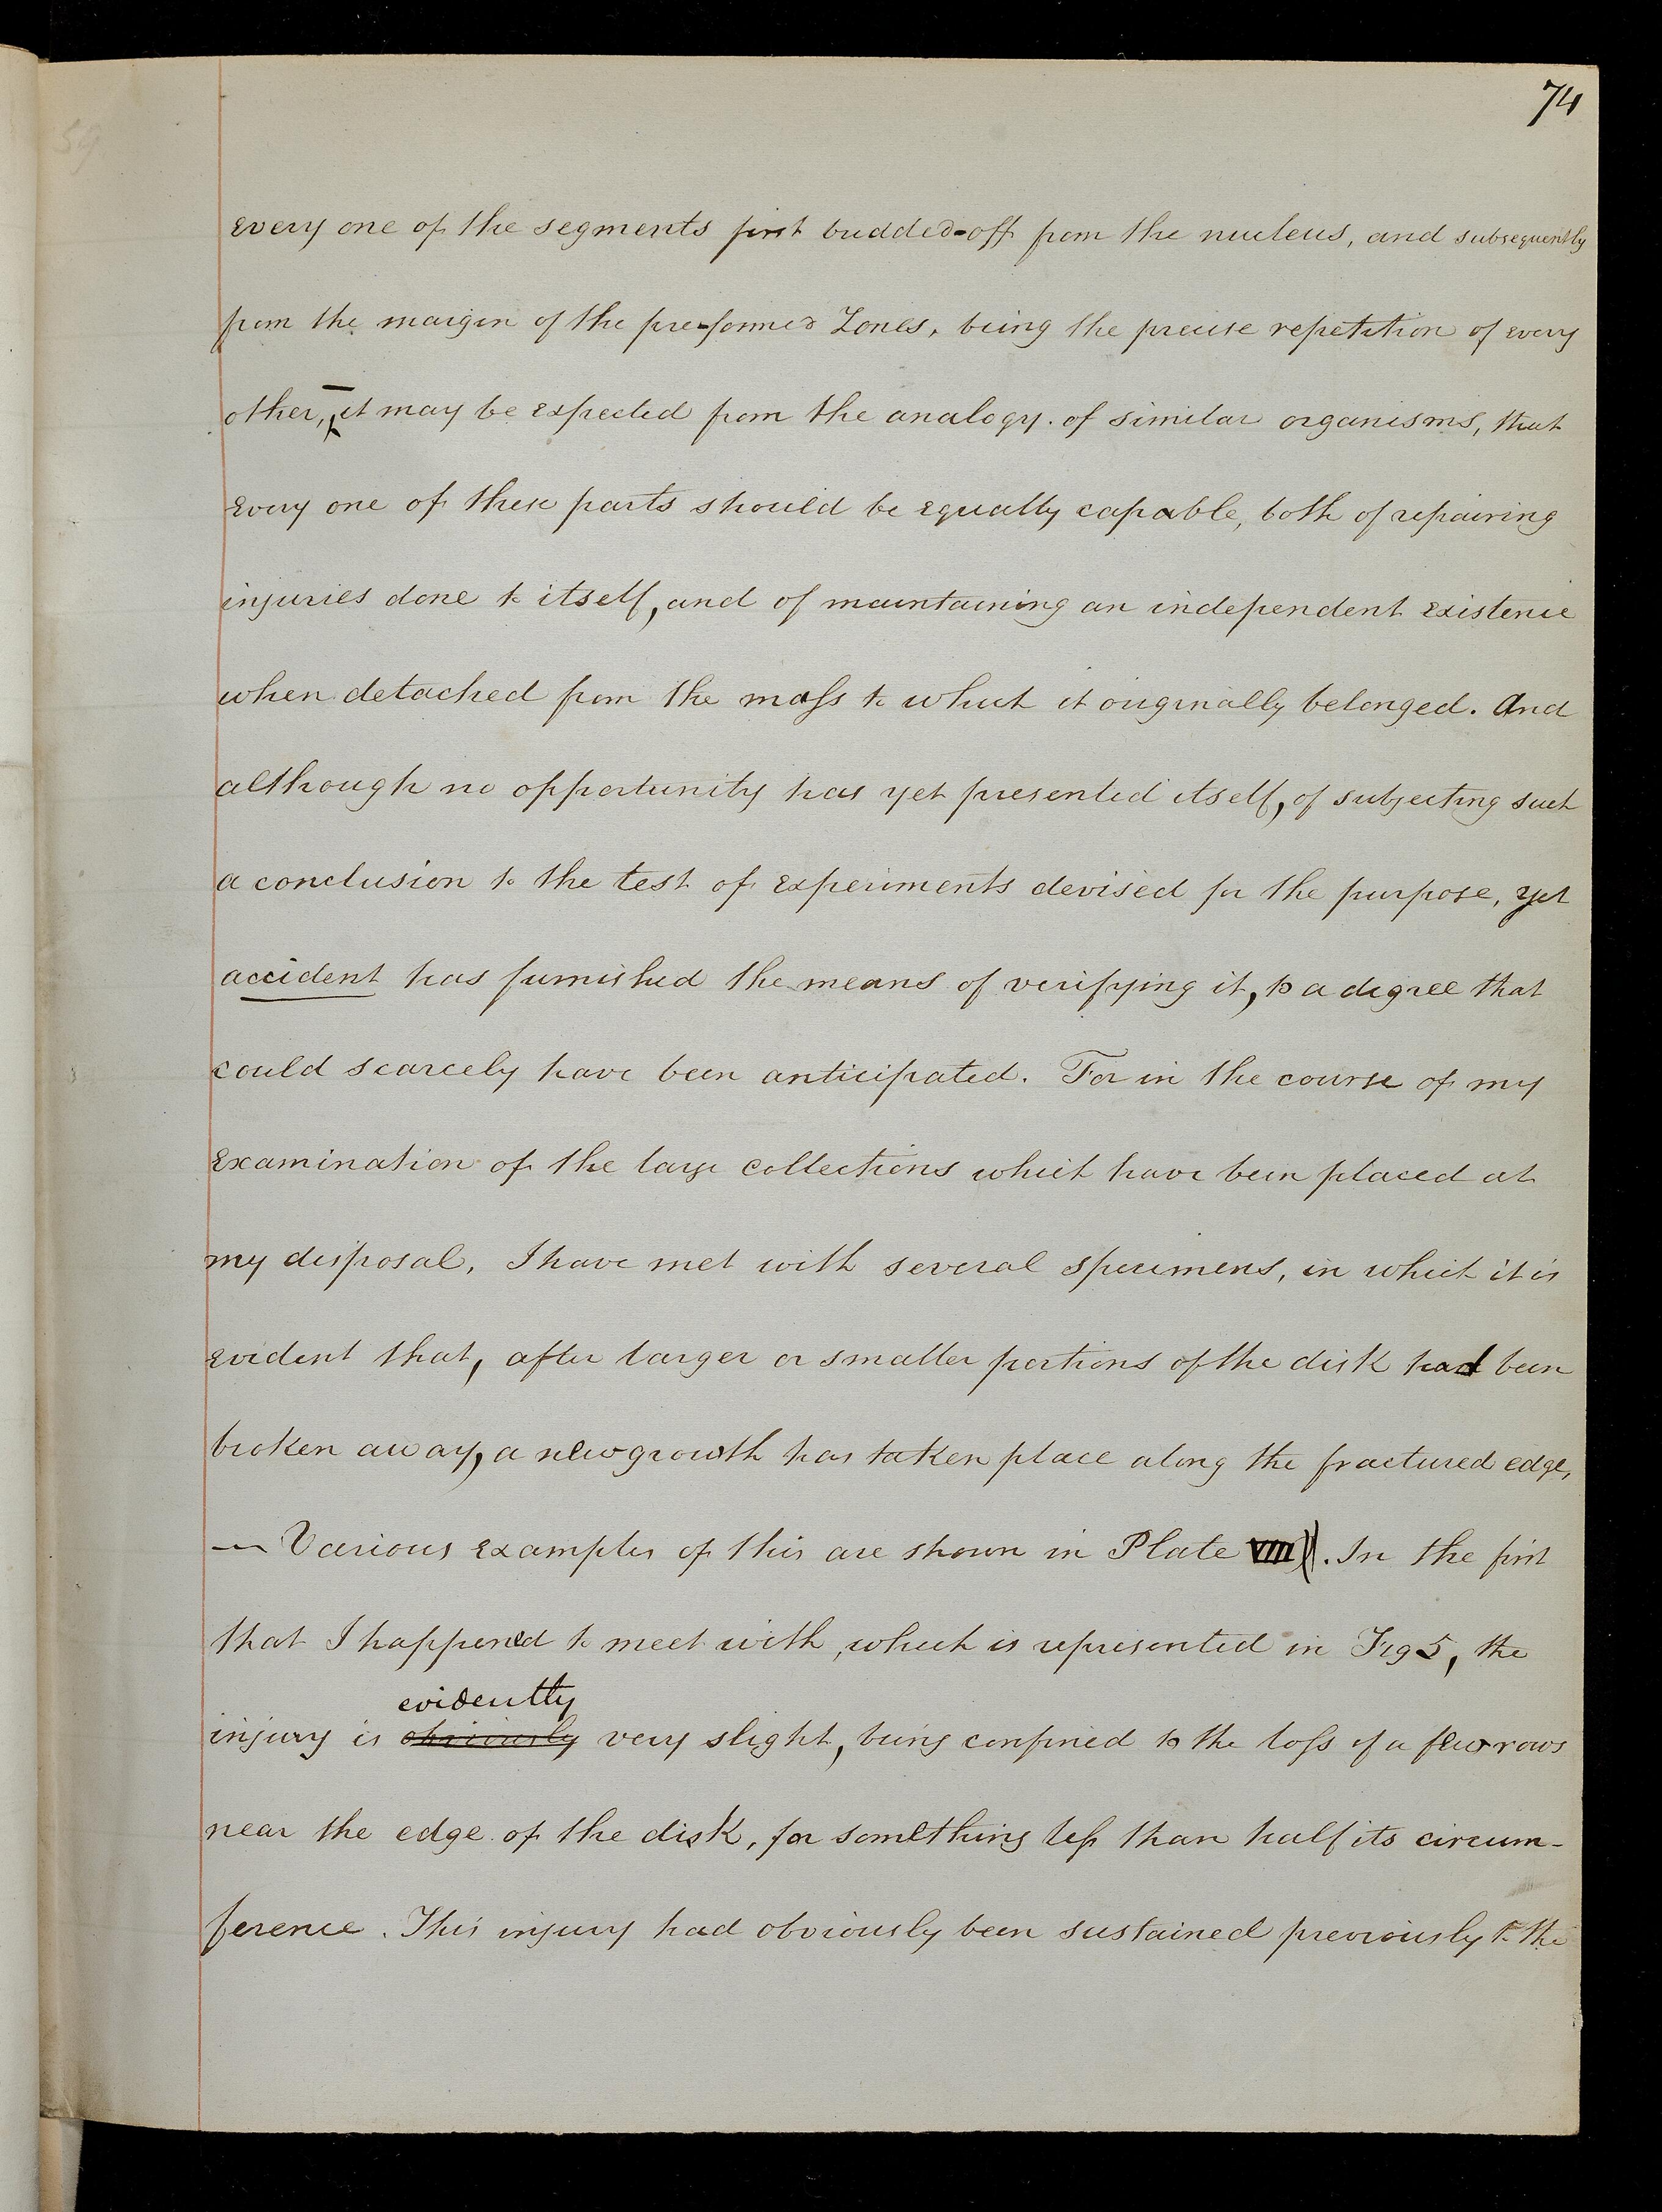 74
every one of the segments first budded-off from the nucleus, and subsequently
from the margin of the pre-formed Zones, being the precise repetition of every
other, — it may be expected from the analogy of similar organisms, that
every one of these parts should be equally capable, both of repairing
injuries done to itself, and of maintaining an independent existence
when detached from the mass to which it originally belonged. And
although no opportunity has yet presented itself, of subjecting such
a conclusion to the test of experiments devised for the purpose, yet
accident has furnished the means of verifying it, to a degree that
could scarcely have been anticipated. For in the course of my
examination of the large collections which have been placed at
my disposal, I have met with several specimens, in which it is
evident that, after larger or smaller portions of the disk had been
broken away, a new growth has taken place along the fractured edge,
— Various examples of this are shown in Plate VIII. In the first
that I happened to meet with, which is represented in Fig 5, the
evidently
injury is obviously very slight, being confined to the loss of a few rows
near the edge of the disk, for something less than half its circum-
ference. This injury had obviously been sustained previously to the